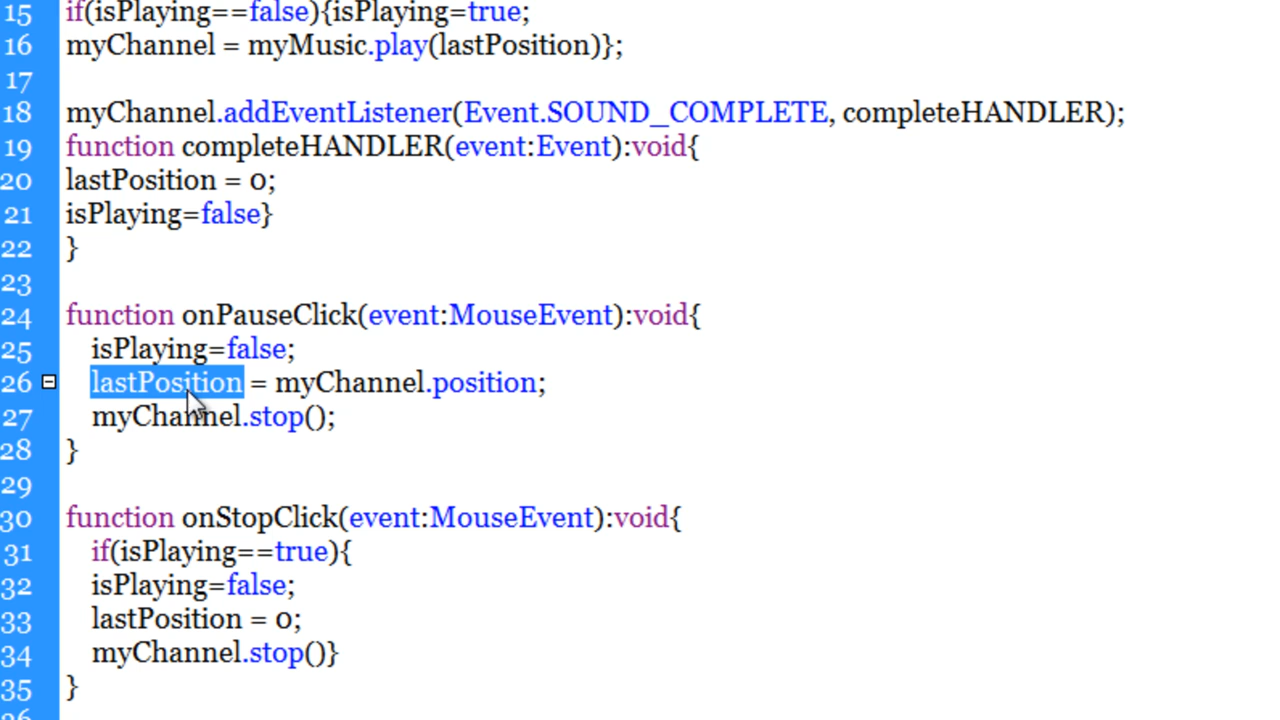 15 if(isPlaying==false){isPlaying=true;
16 myChannel = myMusic.play(lastPosition)};
17
18 myChannel.addEventListener(Event.SOUND_COMPLETE, completeHANDLER);
19 function completeHANDLER(event:Event):void{
20 lastPosition = 0;
21 isPlaying=false}
22 }
23
24 function onPauseClick(event:MouseEvent):void{
25 isPlaying=false;
26 lastPosition = myChannel.position;
27 myChannel.stop();
28 }
29
30 function onStopClick(event:MouseEvent):void{
31 if(isPlaying==true){
32 isPlaying=false;
33 lastPosition = 0;
34 myChannel.stop()}
35 }
36